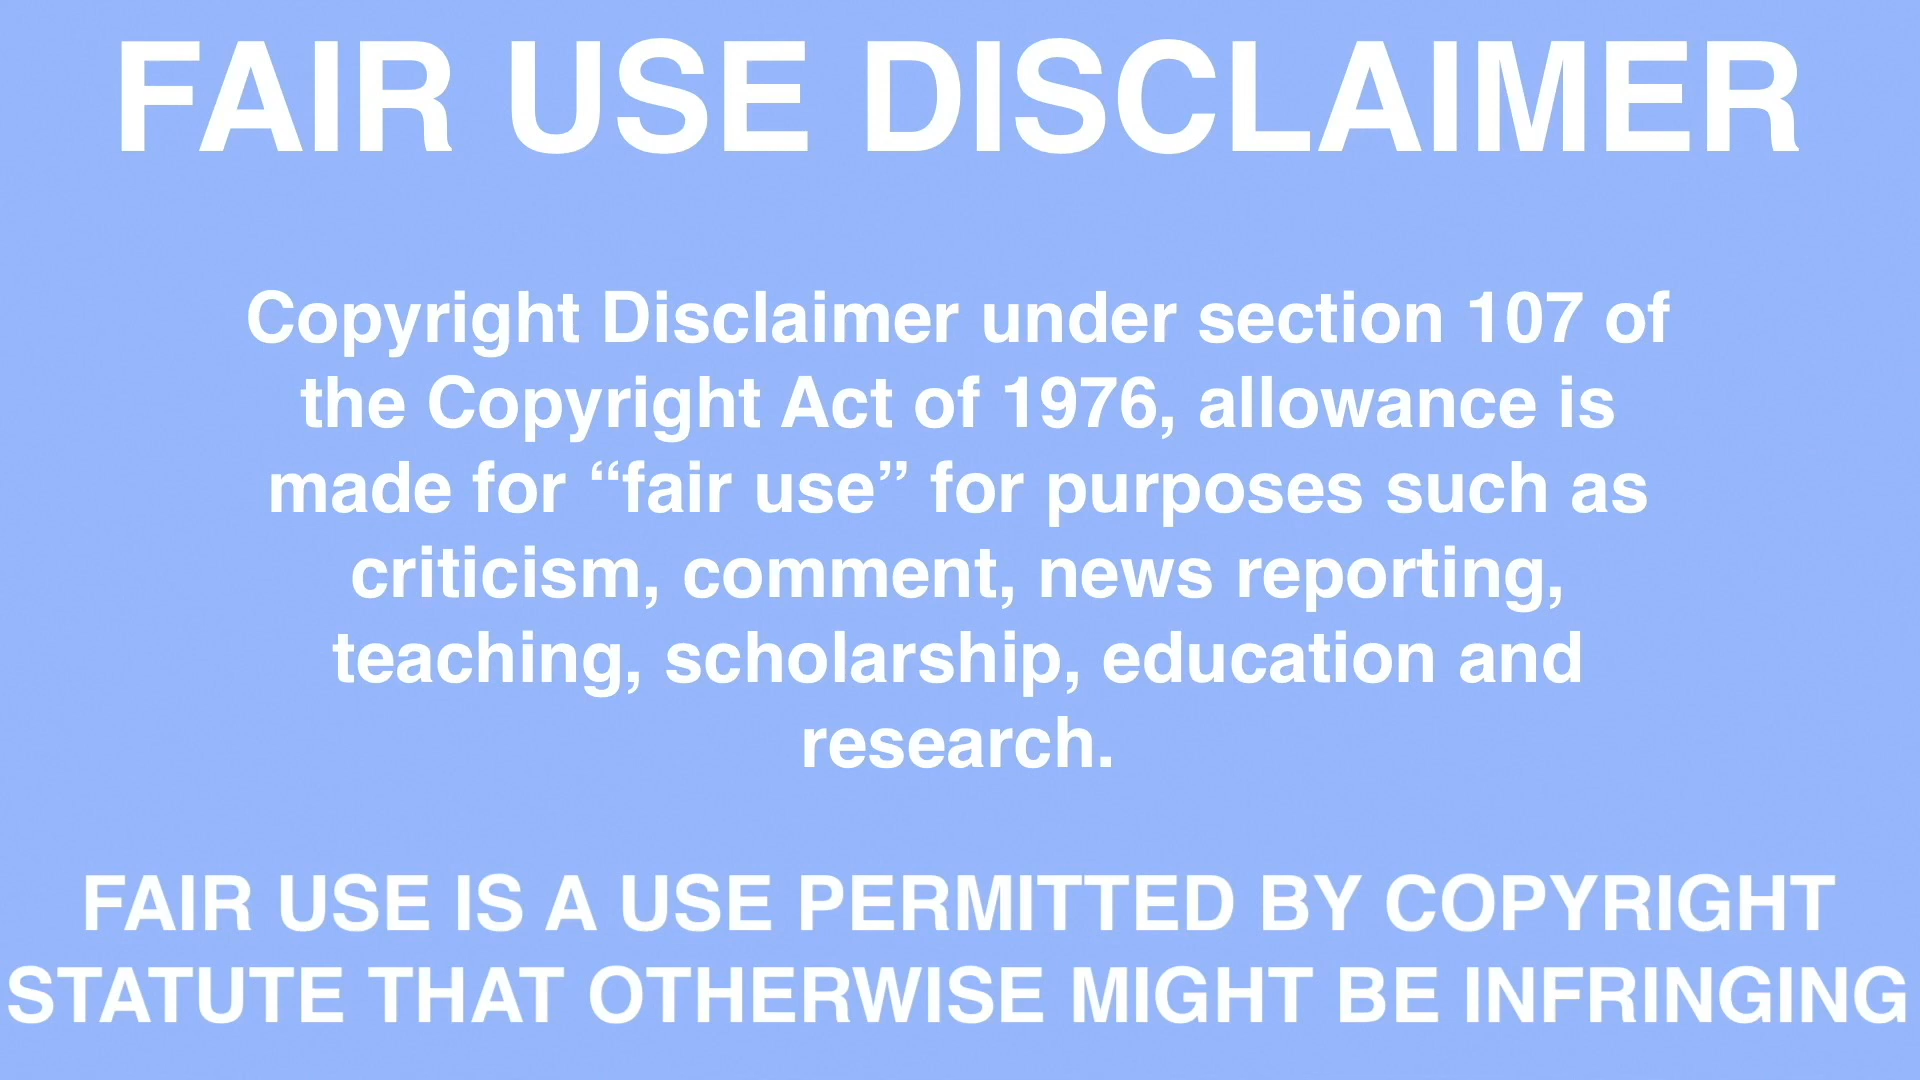 FAIR USE DISCLAIMER
Copyright Disclaimer under section 107 of
the Copyright Act of 1976, allowance is
made for “fair use” for purposes such as
criticism, comment, news reporting,
teaching, scholarship, education and
research.
FAIR USE IS A USE PERMITTED BY COPYRIGHT
STATUTE THAT OTHERWISE MIGHT BE INFRINGING